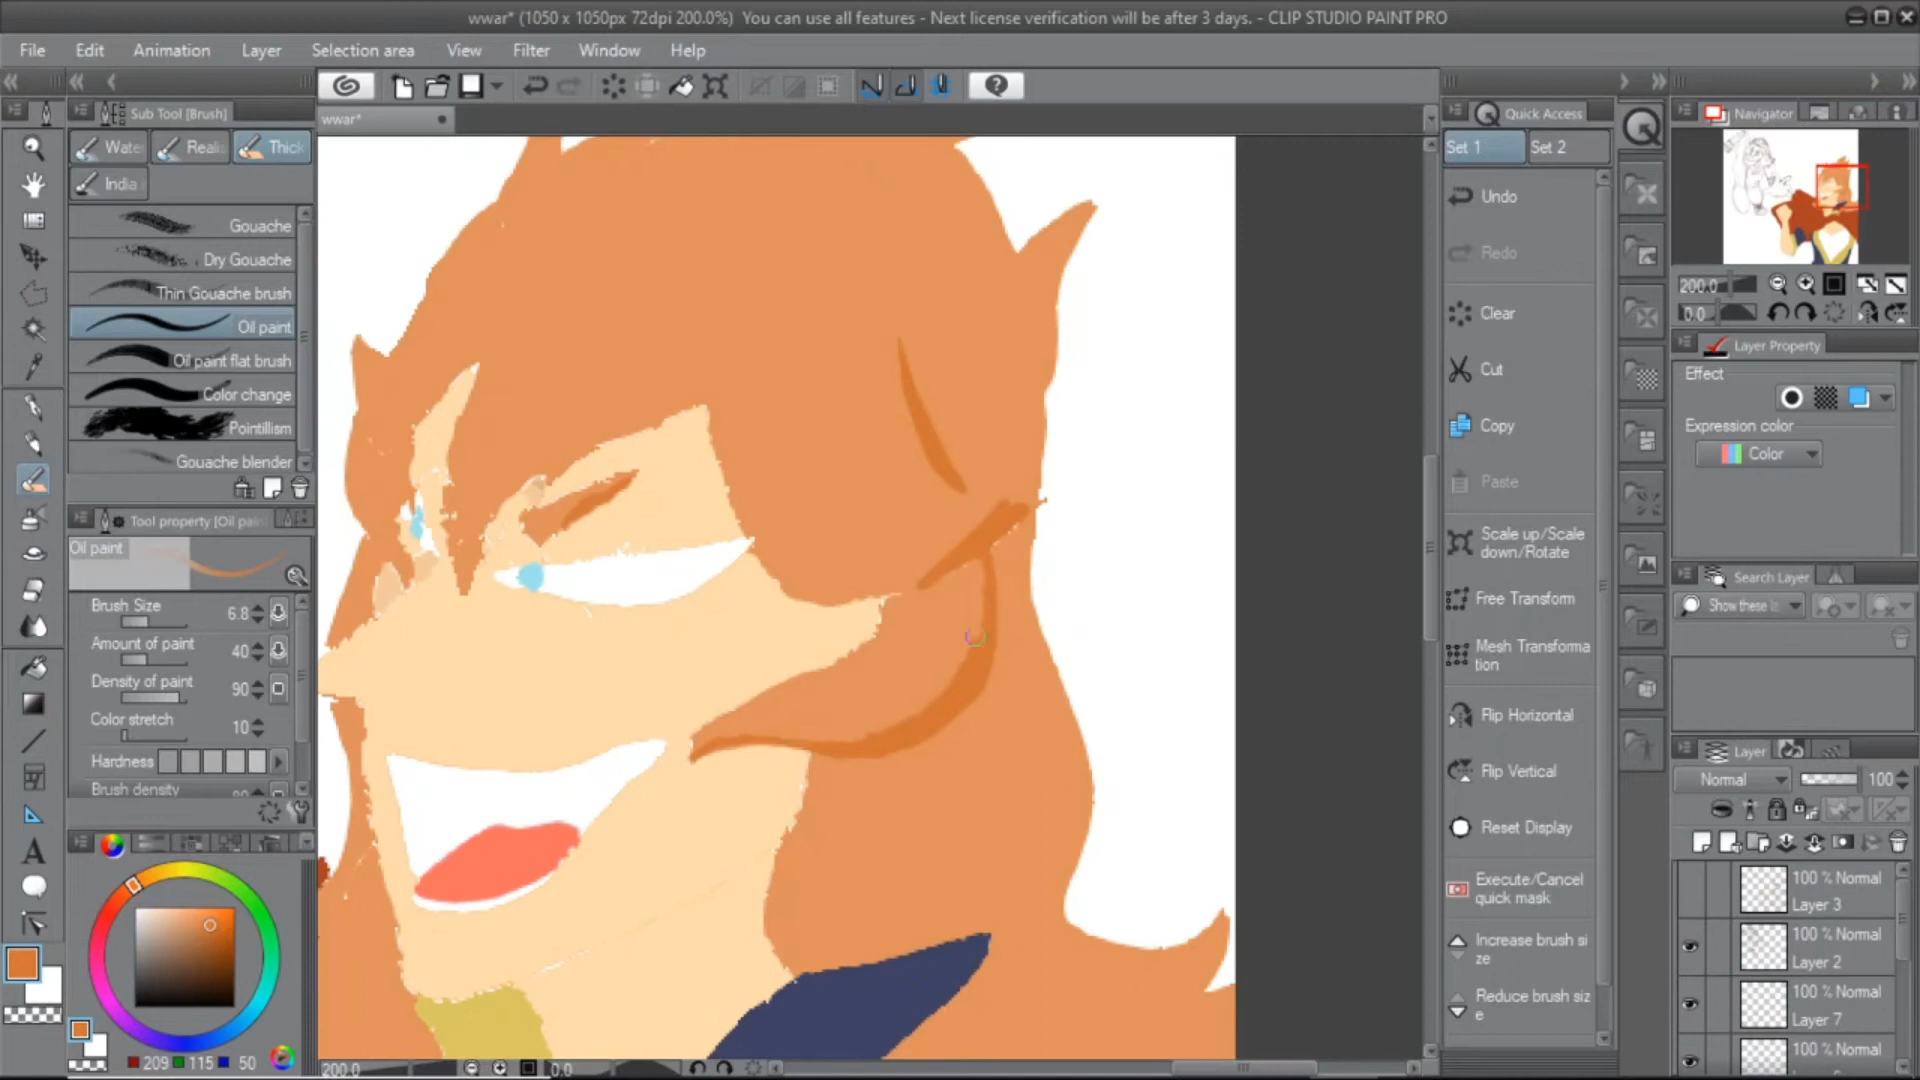 wwar* (1050 x 1050px 72dpi 200.0%) You can use all features - Next license verification will be after 3 days. - CLIP STUDIO PAINT PRO
File Edit Animation Layer Selection area View Filter Window Help
Sub Tool [Brush]
Wate Realis Thick
India
Gouache
Dry Gouache
Thin Gouache brush
Oil paint
Oil paint flat brush
Color change
Pointillism
Gouache blender
Tool property [Oil pain
Oil paint
Brush Size 6.8
Amount of paint 40
Density of paint 90
Color stretch 10
Hardness
Brush density
209 115 50
A
wwar*
200.0 0.0
Quick Access
Set 1 Set 2
Undo
Redo
Clear
Cut
Copy
Paste
Scale up/Scale
down/Rotate
Free Transform
Mesh Transforma
tion
Flip Horizontal
Flip Vertical
Reset Display
Execute/Cancel
quick mask
Increase brush si
ze
Reduce brush siz
e
Navigator
200.0
0.0
Layer Property
Effect
Expression color
Color
Search Layer
Show these
Layer
Normal 100
100 % Normal
Layer 3
100 % Normal
Layer 2
100 % Normal
Layer 7
100 % Normal